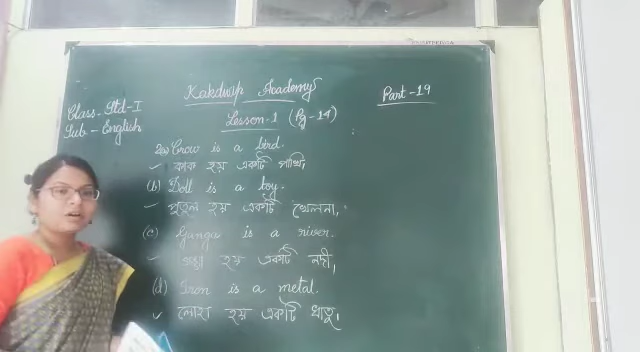 Kakdwip Academy
Part-19
Class-Std-I
Sub-English
Lesson-1 (Pg-14)
Crow is a bird.
কাক হয় একটি পাখি
(b) Doll is a toy.
পুতুল হয় একটি খেলনা,
(c) Ganga is a river.
গঙ্গা হয় একটি নদী,
(d) Iron is a metal.
লোহা হয় একটি ধাতু,